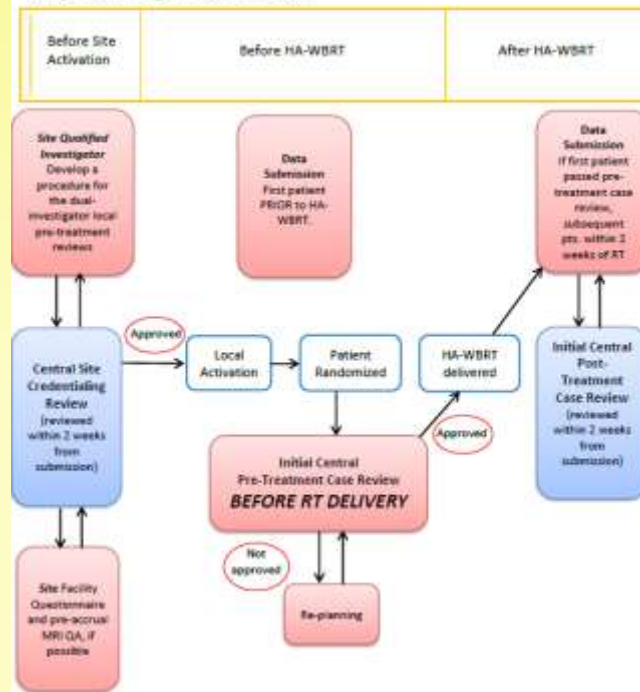 Before Site
Activation
Before HA-WBRT
After HA-WBRT
Site Qualified
Investigator
Develop a
procedure for
the dual-
investigator local
pre-treatment
reviews
Data
Submission
First patient
PRIOR to HA-
WBRT.
Data
Submission
If first patient
passed pre-
treatment case
review,
subsequent
pts. within 2
weeks of RT
Approved
Central Site
Credentialing
Review
(reviewed
within 2 weeks
from
submission)
Local
Activation
Patient
Randomized
HA-WBRT
delivered
Initial Central
Post-
Treatment
Case Review
(reviewed
within 2 weeks
from
submission)
Approved
Initial Central
Pre-Treatment Case Review
BEFORE RT DELIVERY
Not
approved
Re-planning
Site Facility
Questionnaire
and pre-accrual
MRI QA, if
possible